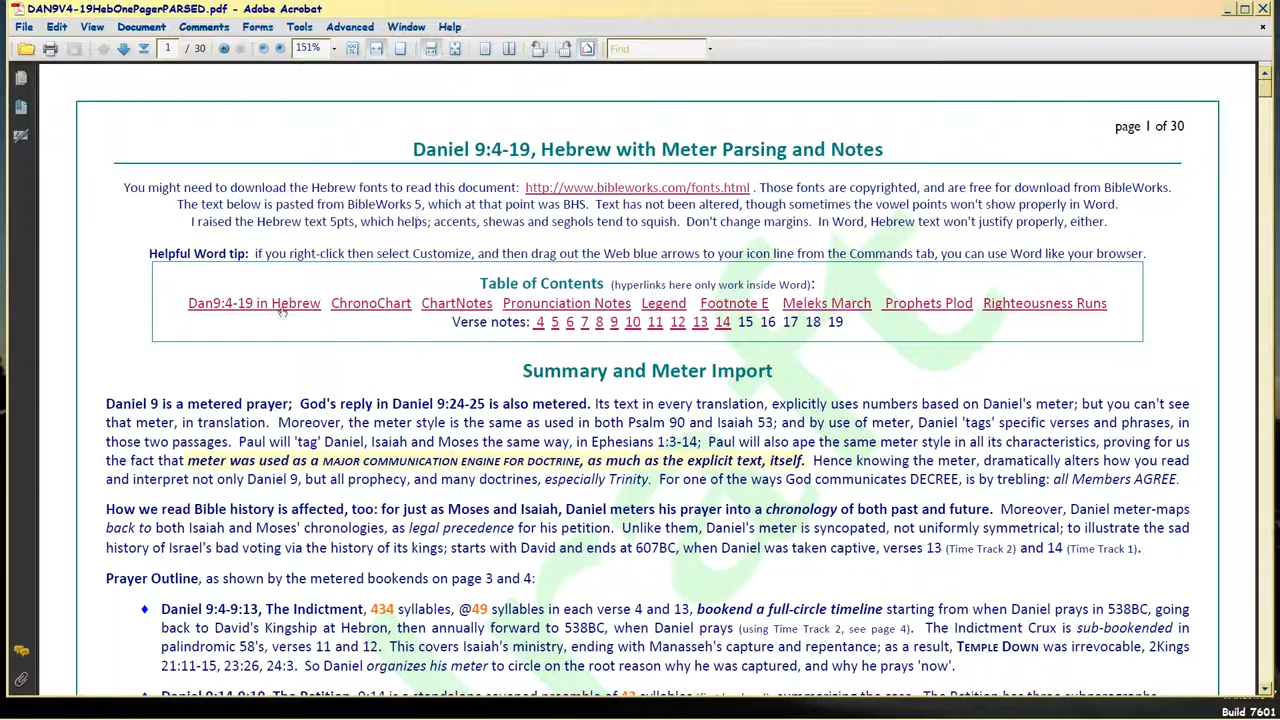 DAN9V4-19HebOnePagerPARSED.pdf - Adobe Acrobat
File Edit View Document Comments Forms Tools Advanced Window Help
1 / 30 151% Find
page 1 of 30
Daniel 9:4-19, Hebrew with Meter Parsing and Notes
You might need to download the Hebrew fonts to read this document: http://www.bibleworks.com/fonts.html . Those fonts are copyrighted, and are free for download from BibleWorks.
The text below is pasted from BibleWorks 5, which at that point was BHS. Text has not been altered, though sometimes the vowel points won't show properly in Word.
I raised the Hebrew text 5pts, which helps; accents, shewas and seghols tend to squish. Don't change margins. In Word, Hebrew text won't justify properly, either.
Helpful Word tip: if you right-click then select Customize, and then drag out the Web blue arrows to your icon line from the Commands tab, you can use Word like your browser.
Table of Contents (hyperlinks here only work inside Word):
Dan9:4-19 in Hebrew ChronoChart ChartNotes Pronunciation Notes Legend Footnote E Meleks March Prophets Plod Righteousness Runs
Verse notes: 4 5 6 7 8 9 10 11 12 13 14 15 16 17 18 19
Summary and Meter Import
Daniel 9 is a metered prayer; God's reply in Daniel 9:24-25 is also metered. Its text in every translation, explicitly uses numbers based on Daniel's meter; but you can't see
that meter, in translation. Moreover, the meter style is the same as used in both Psalm 90 and Isaiah 53; and by use of meter, Daniel 'tags' specific verses and phrases, in
those two passages. Paul will 'tag' Daniel, Isaiah and Moses the same way, in Ephesians 1:3-14; Paul will also ape the same meter style in all its characteristics, proving for us
the fact that meter was used as a MAJOR COMMUNICATION ENGINE FOR DOCTRINE, as much as the explicit text, itself. Hence knowing the meter, dramatically alters how you read
and interpret not only Daniel 9, but all prophecy, and many doctrines, especially Trinity. For one of the ways God communicates DECREE, is by trebling: all Members AGREE.
How we read Bible history is affected, too: for just as Moses and Isaiah, Daniel meters his prayer into a chronology of both past and future. Moreover, Daniel meter-maps
back to both Isaiah and Moses' chronologies, as legal precedence for his petition. Unlike them, Daniel's meter is syncopated, not uniformly symmetrical; to illustrate the sad
history of Israel's bad voting via the history of its kings; starts with David and ends at 607BC, when Daniel was taken captive, verses 13 (Time Track 2) and 14 (Time Track 1).
Prayer Outline, as shown by the metered bookends on page 3 and 4:
♦ Daniel 9:4-9:13, The Indictment, 434 syllables, @49 syllables in each verse 4 and 13, bookend a full-circle timeline starting from when Daniel prays in 538BC, going
back to David's Kingship at Hebron, then annually forward to 538BC, when Daniel prays (using Time Track 2, see page 4). The Indictment Crux is sub-bookended in
palindromic 58's, verses 11 and 12. This covers Isaiah's ministry, ending with Manasseh's capture and repentance; as a result, TEMPLE DOWN was irrevocable, 2Kings
21:11-15, 23:26, 24:3. So Daniel organizes his meter to circle on the root reason why he was captured, and why he prays 'now'.
Build 7601